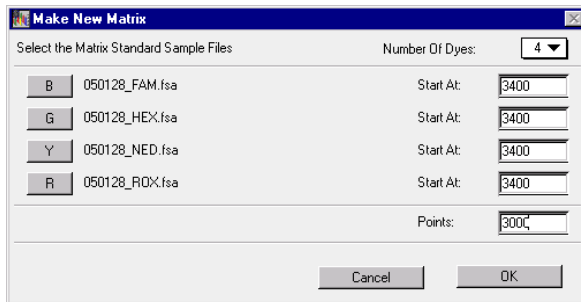 Make New Matrix
Select the Matrix Standard Sample Files Number Of Dyes: 4
B 050128_FAM.fsa Start At: 3400
G 050128_HEX.fsa Start At: 3400
Y 050128_NED.fsa Start At: 3400
R 050128_ROX.fsa Start At: 3400
Points: 3000
Cancel OK